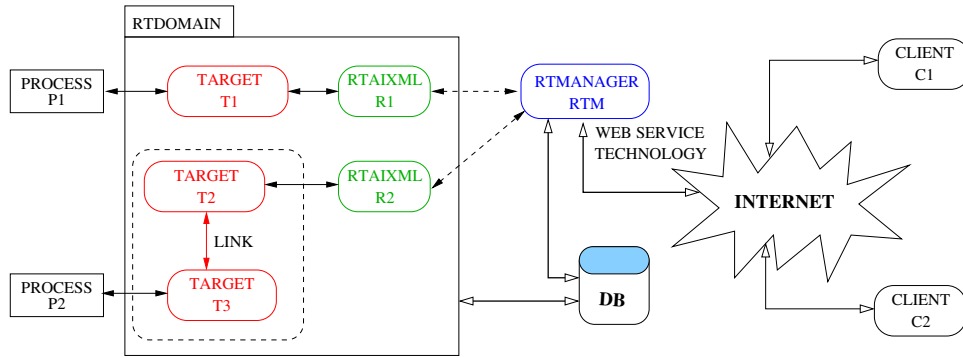 RTDOMAIN
PROCESS
P1
TARGET
T1
RTAIXML
R1
RTMANAGER
RTM
CLIENT
C1
WEB SERVICE
TECHNOLOGY
TARGET
T2
RTAIXML
R2
INTERNET
LINK
PROCESS
P2
TARGET
T3
DB
CLIENT
C2